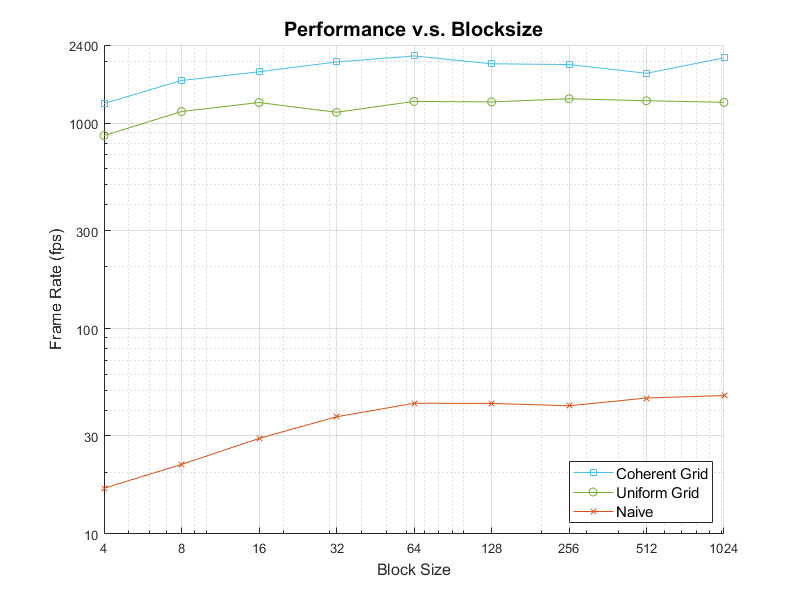 Performance v.s. Blocksize
2400
1000
300
100
30
10
Frame Rate (fps)
4 8 16 32 64 128 256 512 1024
Block Size
Coherent Grid
Uniform Grid
Naive